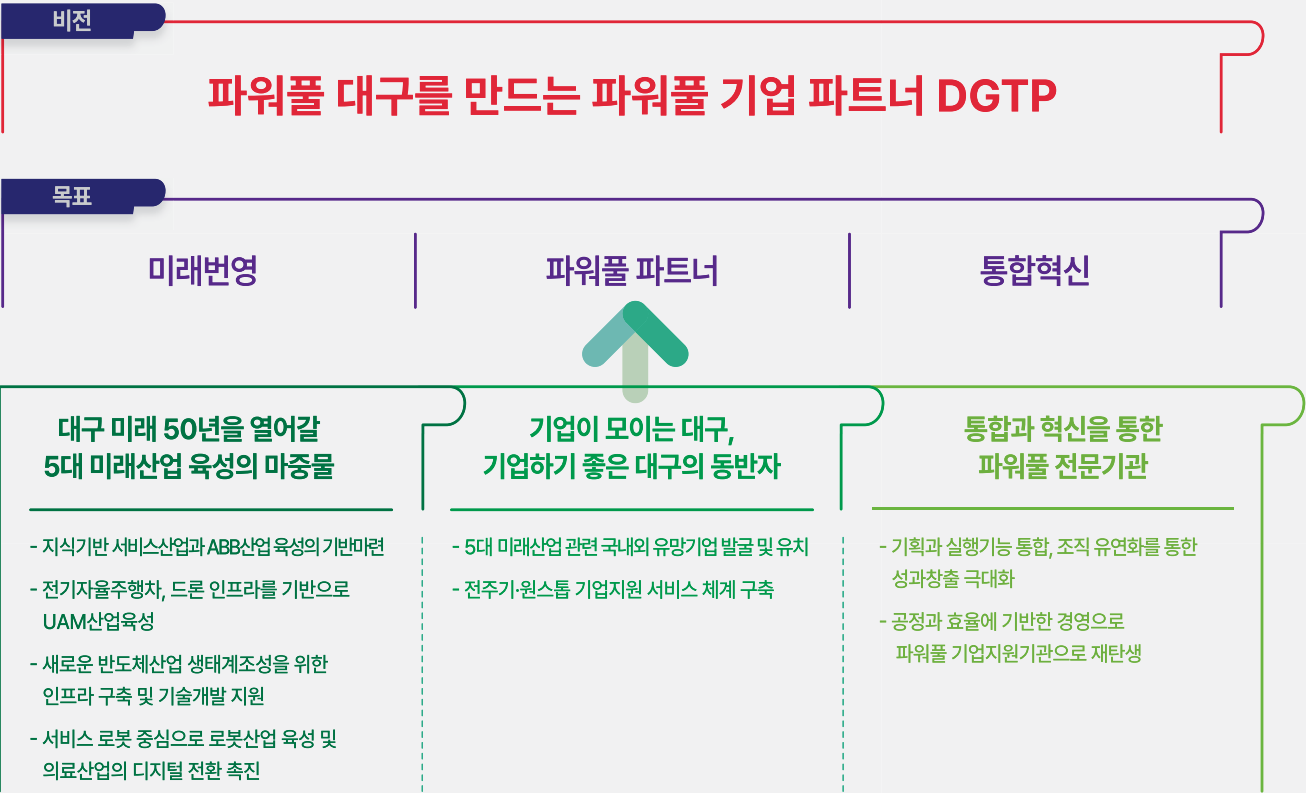 비전
파워풀 대구를 만드는 파워풀 기업 파트너 DGTP
목표
미래번영
파워풀 파트너
통합혁신
대구 미래 50년을 열어갈
5대 미래산업 육성의 마중물
- 지식기반 서비스산업과 ABB산업 육성의 기반마련
- 전기자율주행차, 드론 인프라를 기반으로
UAM산업육성
- 새로운 반도체산업 생태계조성을 위한
인프라 구축 및 기술개발 지원
- 서비스 로봇 중심으로 로봇산업 육성 및
의료산업의 디지털 전환 촉진
기업이 모이는 대구,
기업하기 좋은 대구의 동반자
- 5대 미래산업 관련 국내외 유망기업 발굴 및 유치
- 전주기·원스톱 기업지원 서비스 체계 구축
통합과 혁신을 통한
파워풀 전문기관
- 기획과 실행기능 통합, 조직 유연화를 통한
성과창출 극대화
- 공정과 효율에 기반한 경영으로
파워풀 기업지원기관으로 재탄생